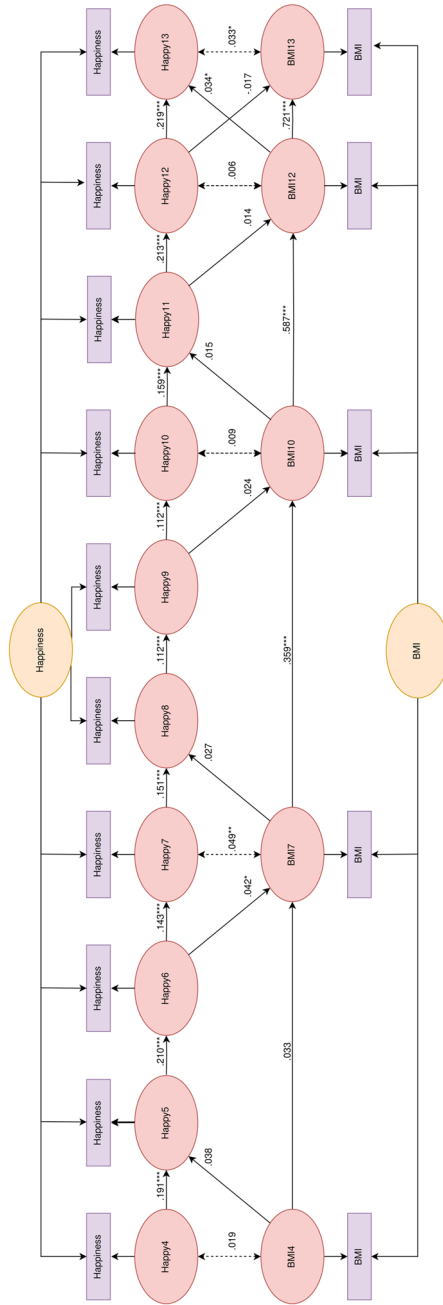 Happiness
Happiness
Happiness
Happiness
Happiness
Happiness
Happiness
Happiness
Happiness
Happiness
Happiness
Happy4
.191***
Happy5
.210***
Happy6
.143***
Happy7
.151***
Happy8
.112***
Happy9
.112***
Happy10
.159***
Happy11
.213***
Happy12
.219***
Happy13
.019
.038
.042*
.049**
.027
.024
.009
.015
.014
.006
.034*
-.017
.033*
BMI4
.033
BMI7
.359***
BMI10
.587***
BMI12
.721***
BMI13
BMI
BMI
BMI
BMI
BMI
BMI